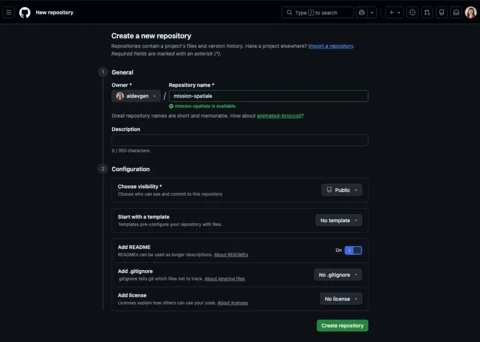 New repository
Type / to search
Create a new repository
Repositories contain a project's files and version history. Have a project elsewhere? Import a repository.
Required fields are marked with an asterisk (*).
1 General
Owner * Repository name *
aidevgen / mission-spatiale
mission-spatiale is available.
Great repository names are short and memorable. How about animated-broccoli?
Description
0 / 350 characters
2 Configuration
Choose visibility *
Choose who can see and commit to this repository
Public
Start with a template
Templates pre-configure your repository with files.
No template
Add README
READMEs can be used as longer descriptions. About READMEs
On
Add .gitignore
.gitignore tells git which files not to track. About ignoring files
No .gitignore
Add license
Licenses explain how others can use your code. About licenses
No license
Create repository